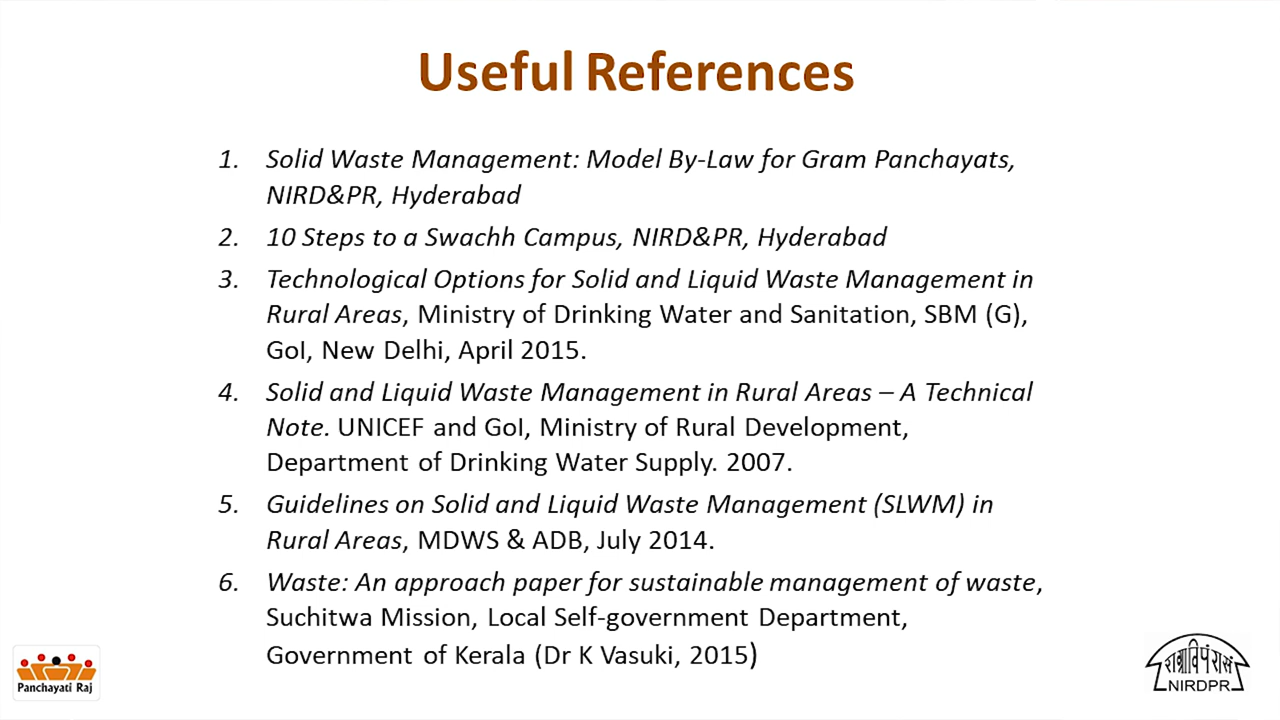 Useful References
1. Solid Waste Management: Model By-Law for Gram Panchayats,
NIRD&PR, Hyderabad
2. 10 Steps to a Swachh Campus, NIRD&PR, Hyderabad
3. Technological Options for Solid and Liquid Waste Management in
Rural Areas, Ministry of Drinking Water and Sanitation, SBM (G),
GoI, New Delhi, April 2015.
4. Solid and Liquid Waste Management in Rural Areas – A Technical
Note. UNICEF and GoI, Ministry of Rural Development,
Department of Drinking Water Supply. 2007.
5. Guidelines on Solid and Liquid Waste Management (SLWM) in
Rural Areas, MDWS & ADB, July 2014.
6. Waste: An approach paper for sustainable management of waste,
Suchitwa Mission, Local Self-government Department,
Government of Kerala (Dr K Vasuki, 2015)
Panchayati Raj
NIRDPR